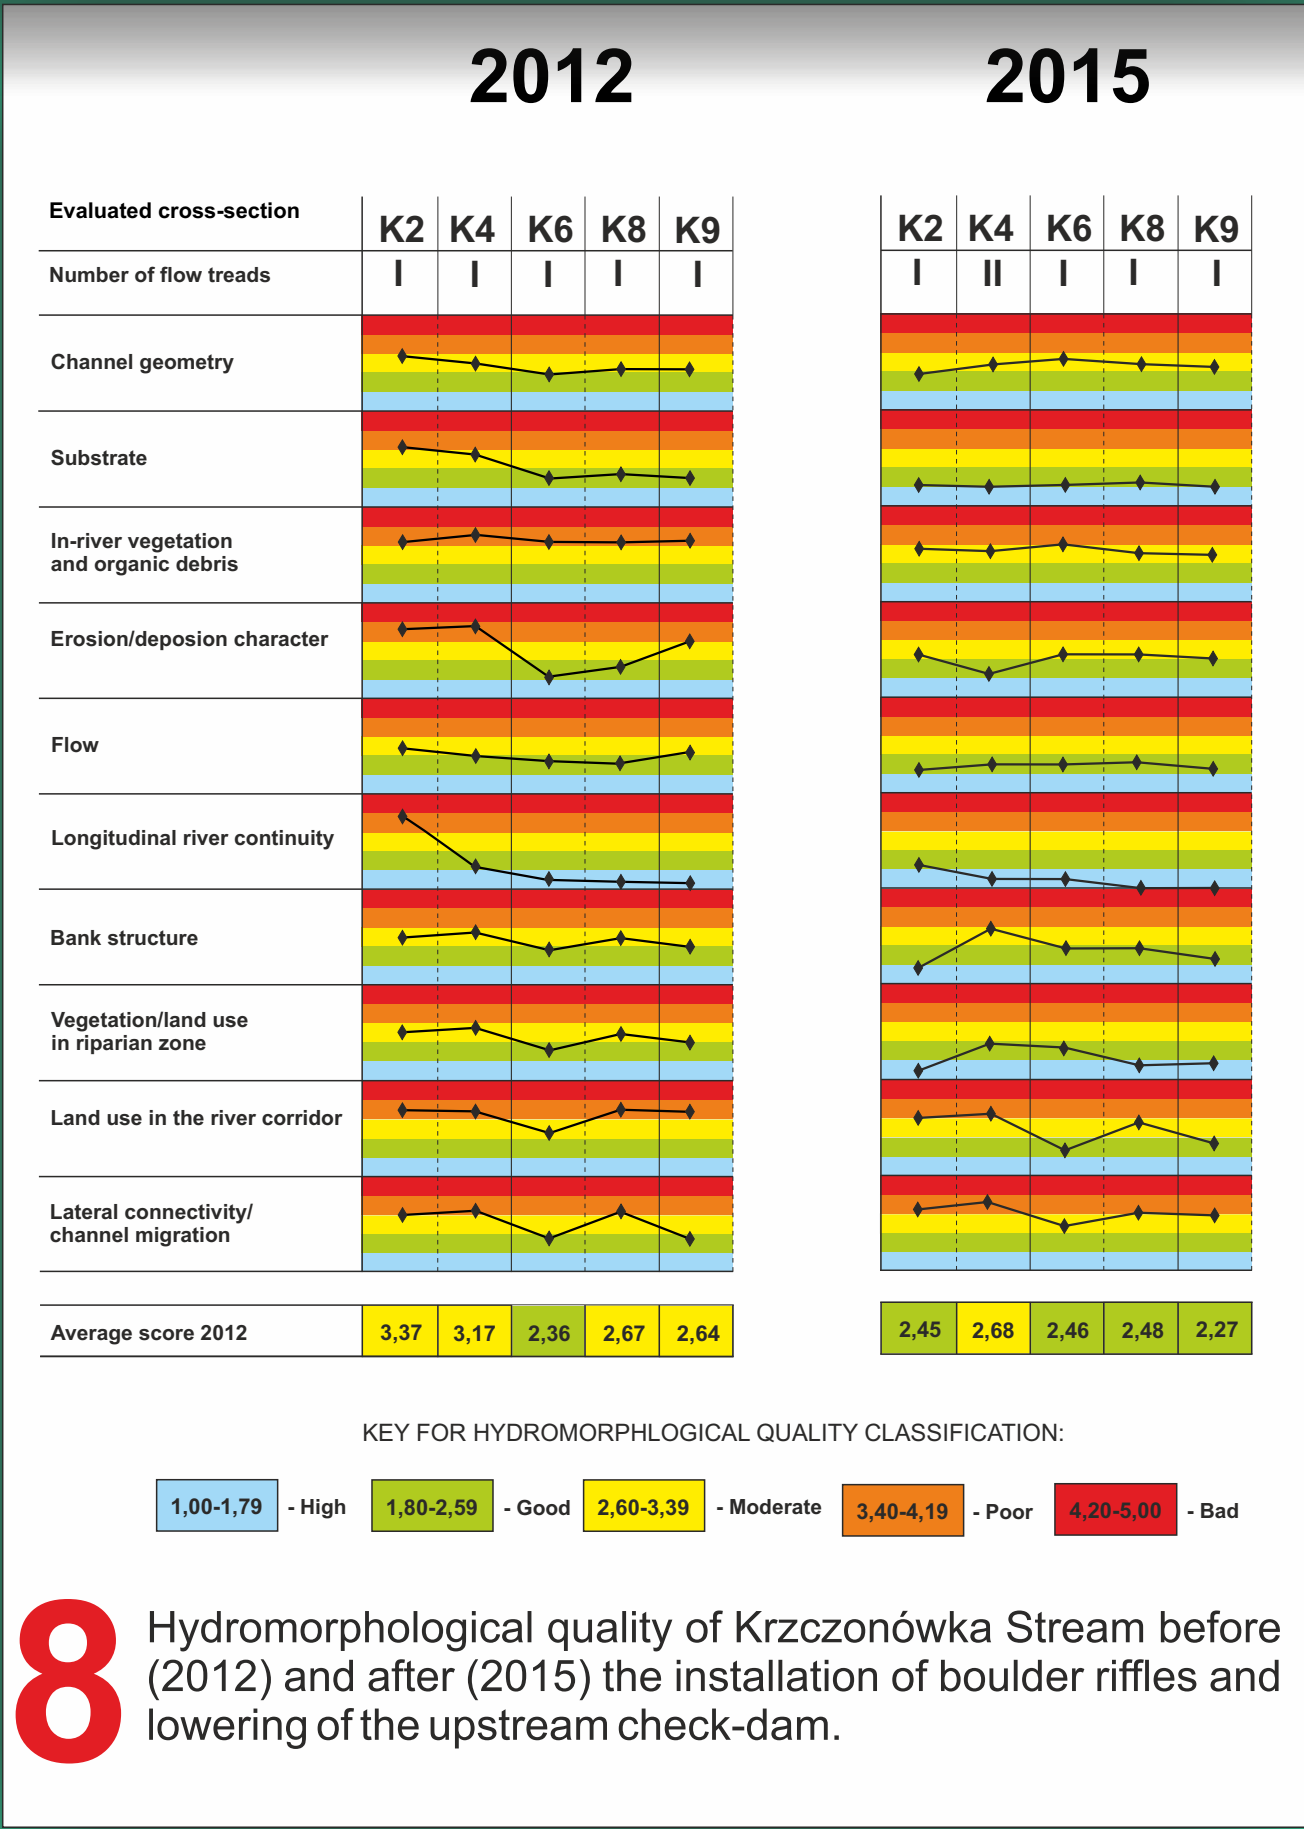 2012 2015
Evaluated cross-section K2 K4 K6 K8 K9 K2 K4 K6 K8 K9
Number of flow treads I I I I I I II I I I
Channel geometry
Substrate
In-river vegetation
and organic debris
Erosion/deposion character
Flow
Longitudinal river continuity
Bank structure
Vegetation/land use
in riparian zone
Land use in the river corridor
Lateral connectivity/
channel migration
Average score 2012 3,37 3,17 2,36 2,67 2,64 2,45 2,68 2,46 2,48 2,27
KEY FOR HYDROMORPHLOGICAL QUALITY CLASSIFICATION:
1,00-1,79 - High 1,80-2,59 - Good 2,60-3,39 - Moderate 3,40-4,19 - Poor 4,20-5,00 - Bad
8
Hydromorphological quality of Krzczonówka Stream before
(2012) and after (2015) the installation of boulder riffles and
lowering of the upstream check-dam.